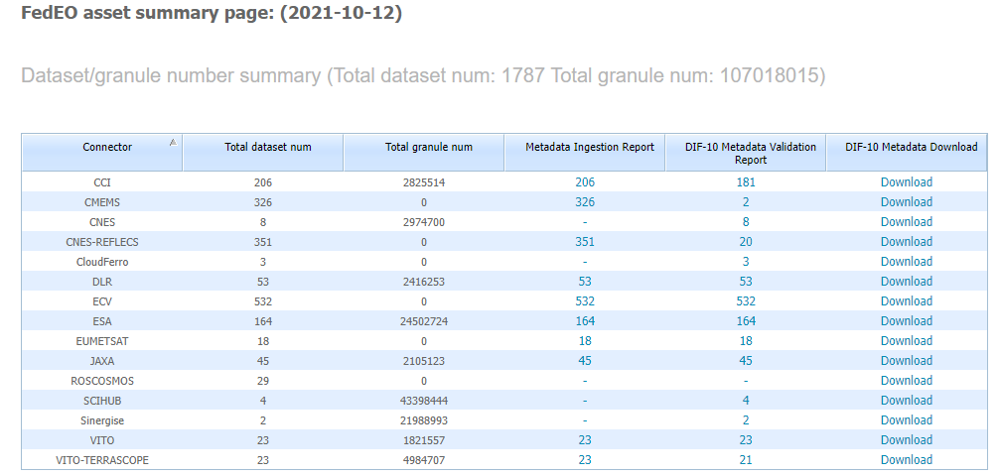 FedEO asset summary page: (2021-10-12)
Dataset/granule number summary (Total dataset num: 1787 Total granule num: 107018015)
Connector Total dataset num Total granule num Metadata Ingestion Report DIF-10 Metadata Validation Report DIF-10 Metadata Download
CCI 206 2825514 206 181 Download
CMEMS 326 0 326 2 Download
CNES 8 2974700 - 8 Download
CNES-REFLECS 351 0 351 20 Download
CloudFerro 3 0 - 3 Download
DLR 53 2416253 53 53 Download
ECV 532 0 532 532 Download
ESA 164 24502724 164 164 Download
EUMETSAT 18 0 18 18 Download
JAXA 45 2105123 45 45 Download
ROSCOSMOS 29 0 - - Download
SCIHUB 4 43398444 - 4 Download
Sinergise 2 21988993 - 2 Download
VITO 23 1821557 23 23 Download
VITO-TERRASCOPE 23 4984707 23 21 Download